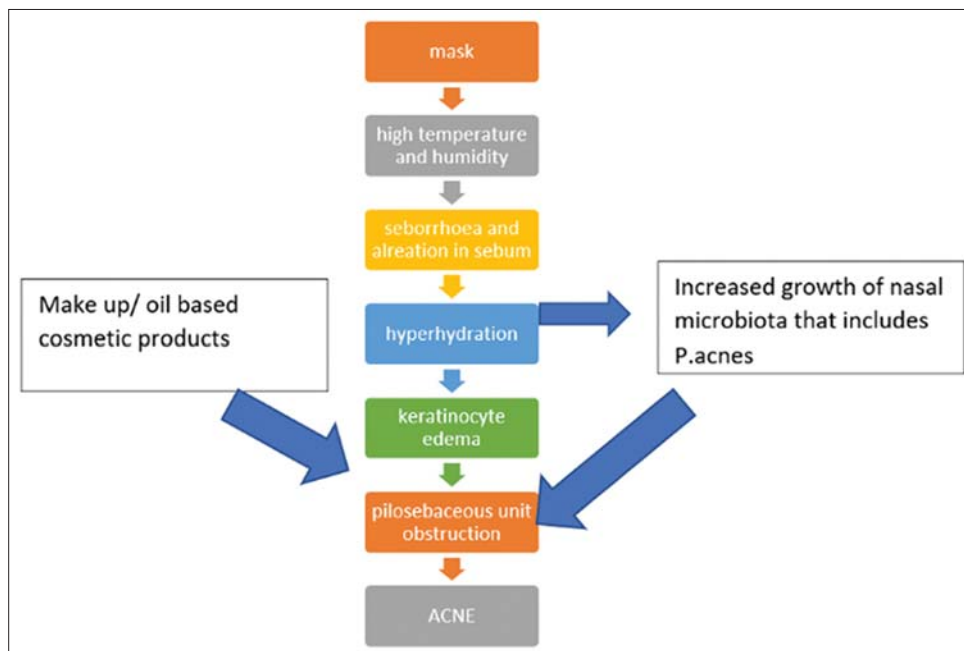 mask
high temperature
and humidity
seborrhoea and
alreation in sebum
Make up/ oil based
cosmetic products
hyperhydration
Increased growth of nasal
microbiota that includes
P.acnes
keratinocyte
edema
pilosebaceous unit
obstruction
ACNE